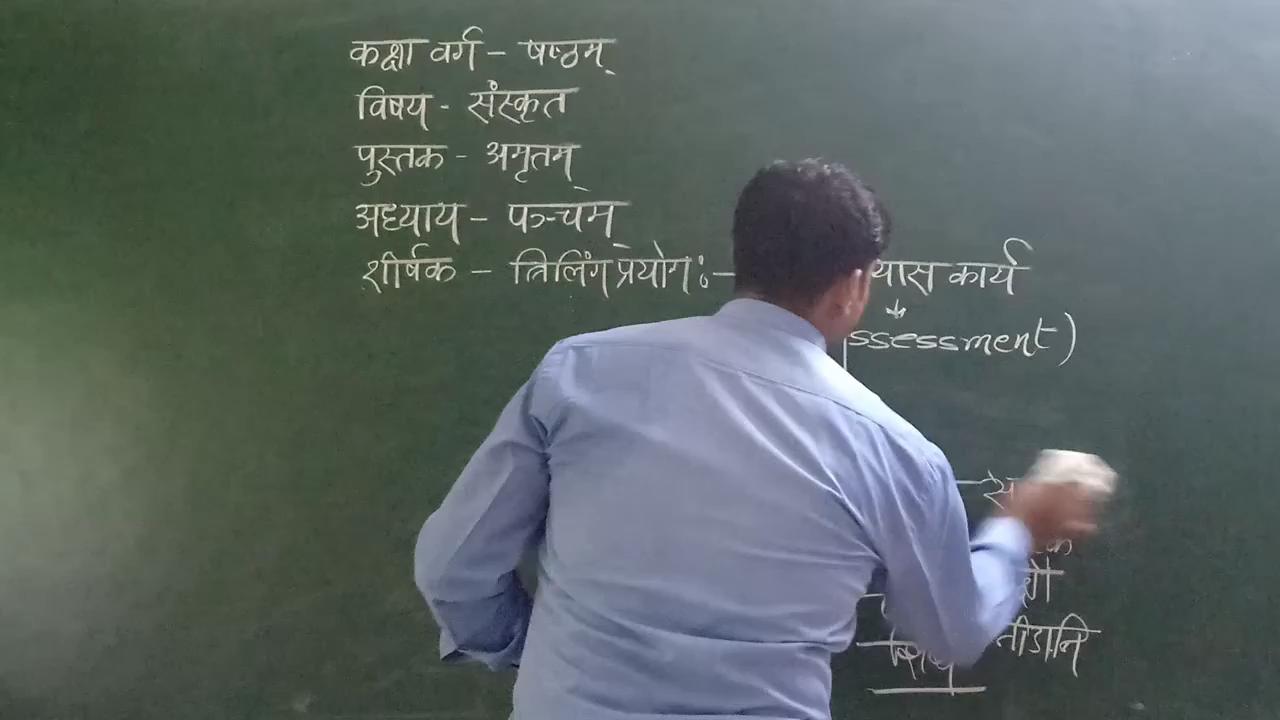 कक्षा वर्ग - षष्ठम्
विषय - संस्कृत
पुस्तक - अमृतम्
अध्याय - पञ्चम्
शीर्षक - त्रिलिंग प्रयोग: - यास कार्य
ssessment)